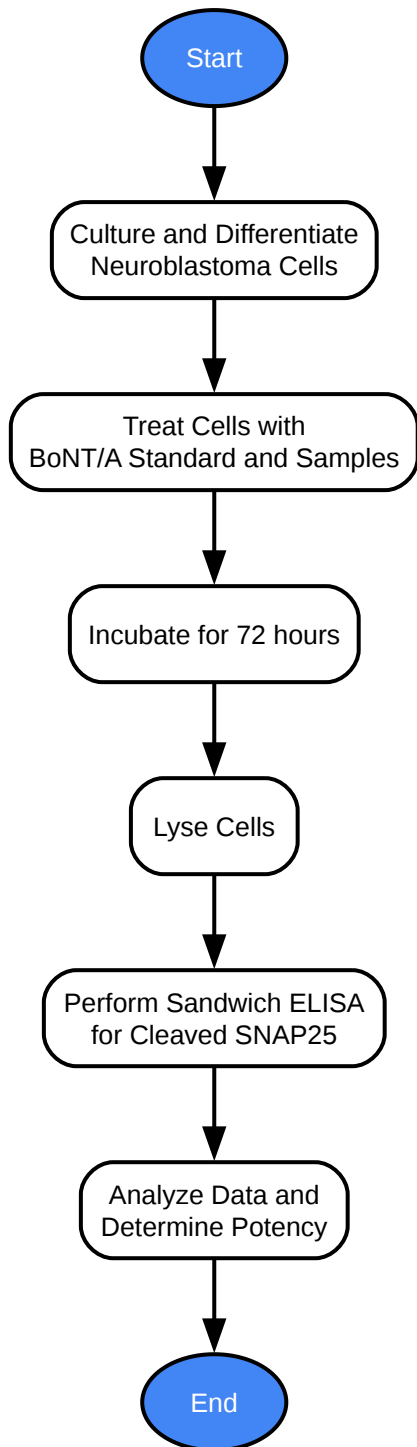 Start
Culture and Differentiate
Neuroblastoma Cells
Treat Cells with
BoNT/A Standard and Samples
Incubate for 72 hours
Lyse Cells
Perform Sandwich ELISA
for Cleaved SNAP25
Analyze Data and
Determine Potency
End